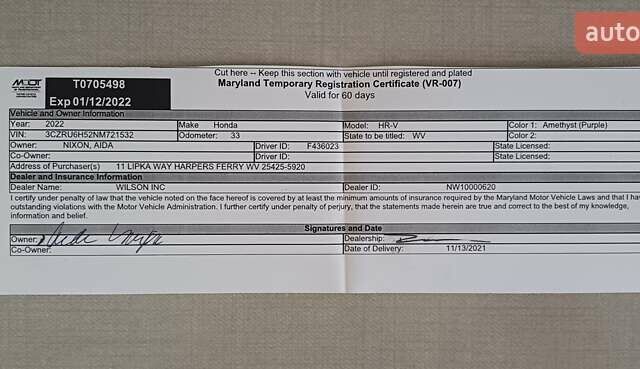 auto
Cut here -- Keep this section with vehicle until registered and plated
MDOT T0705498 Maryland Temporary Registration Certificate (VR-007)
Exp 01/12/2022 Valid for 60 days
Vehicle and Owner Information
Year: 2022 Make Honda Model: HR-V Color 1: Amethyst (Purple)
VIN: 3CZRU6H52NM721532 Odometer: 33 State to be titled: WV Color 2:
Owner: NIXON, AIDA Driver ID: F436023 State Licensed:
Co-Owner: Driver ID: State Licensed:
Address of Purchaser(s) 11 LIPKA WAY HARPERS FERRY WV 25425-5920
Dealer and Insurance Information
Dealer Name: WILSON INC Dealer ID: NW10000620
I certify under penalty of law that the vehicle noted on the face hereof is covered by at least the minimum amounts of insurance required by the Maryland Motor Vehicle Laws and that I hav
outstanding violations with the Motor Vehicle Administration. I further certify under penalty of perjury, that the statements made herein are true and correct to the best of my knowledge,
information and belief.
Signatures and Date
Owner: Dealership:
Co-Owner: Date of Delivery: 11/13/2021